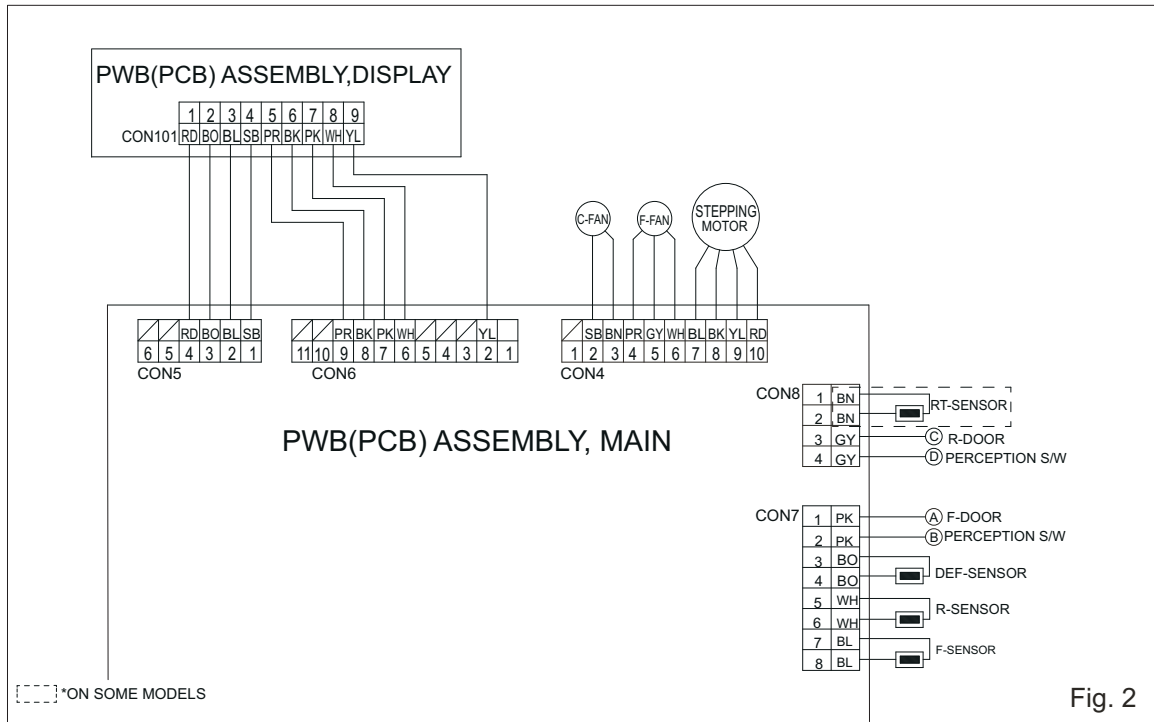 PWB(PCB) ASSEMBLY,DISPLAY
1 2 3 4 5 6 7 8 9
CON101 RD BO BL SB PR BK PK WH YL
C-FAN
F-FAN
STEPPING
MOTOR
RD BO BL SB
6 5 4 3 2 1
CON5
PR BK PK WH YL
11 10 9 8 7 6 5 4 3 2 1
CON6
SB BN PR GY WH BL BK YL RD
1 2 3 4 5 6 7 8 9 10
CON4
PWB(PCB) ASSEMBLY, MAIN
CON8
1 BN
RT-SENSOR
2 BN
3 GY C R-DOOR
4 GY D PERCEPTION S/W
CON7
1 PK A F-DOOR
2 PK B PERCEPTION S/W
3 BO
DEF-SENSOR
4 BO
5 WH
R-SENSOR
6 WH
7 BL
F-SENSOR
8 BL
*ON SOME MODELS
Fig. 2